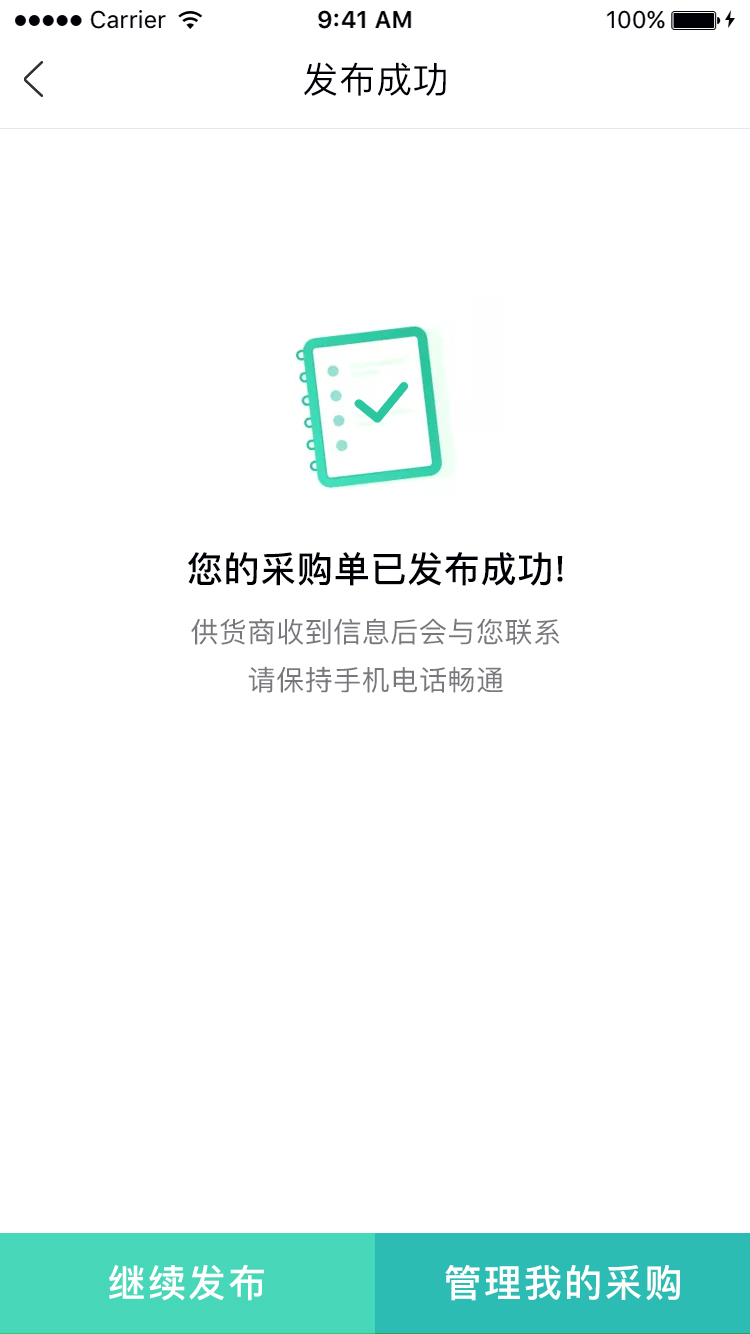 Carrier 9:41 AM 100%
发布成功
您的采购单已发布成功!
供货商收到信息后会与您联系
请保持手机电话畅通
继续发布 管理我的采购